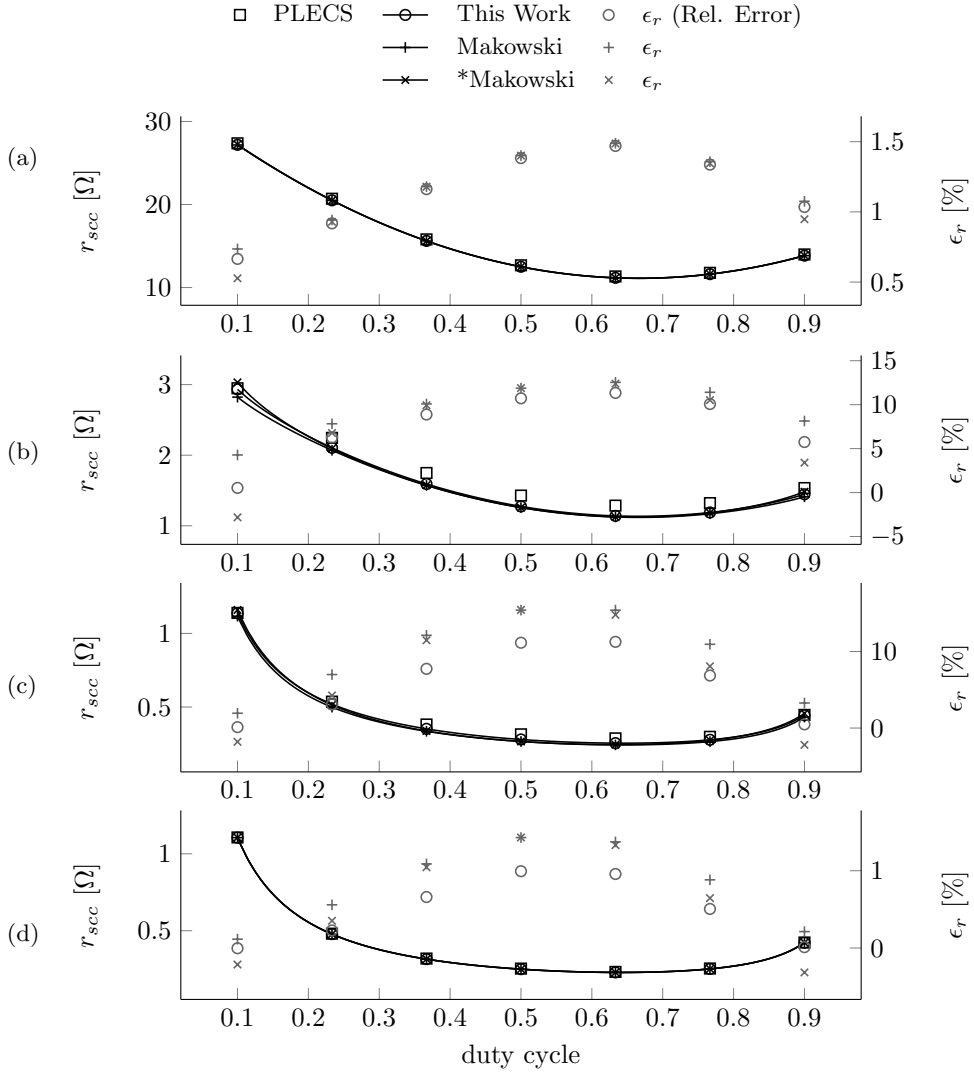 PLECS This Work ϵr (Rel. Error)
Makowski ϵr
*Makowski ϵr
(a)
rscc [Ω]
30
20
10
1.5
1
0.5
ϵr [%]
0.1 0.2 0.3 0.4 0.5 0.6 0.7 0.8 0.9
(b)
rscc [Ω]
3
2
1
15
10
5
0
−5
ϵr [%]
0.1 0.2 0.3 0.4 0.5 0.6 0.7 0.8 0.9
(c)
rscc [Ω]
1
0.5
10
0
ϵr [%]
0.1 0.2 0.3 0.4 0.5 0.6 0.7 0.8 0.9
(d)
rscc [Ω]
1
0.5
1
0
ϵr [%]
0.1 0.2 0.3 0.4 0.5 0.6 0.7 0.8 0.9
duty cycle